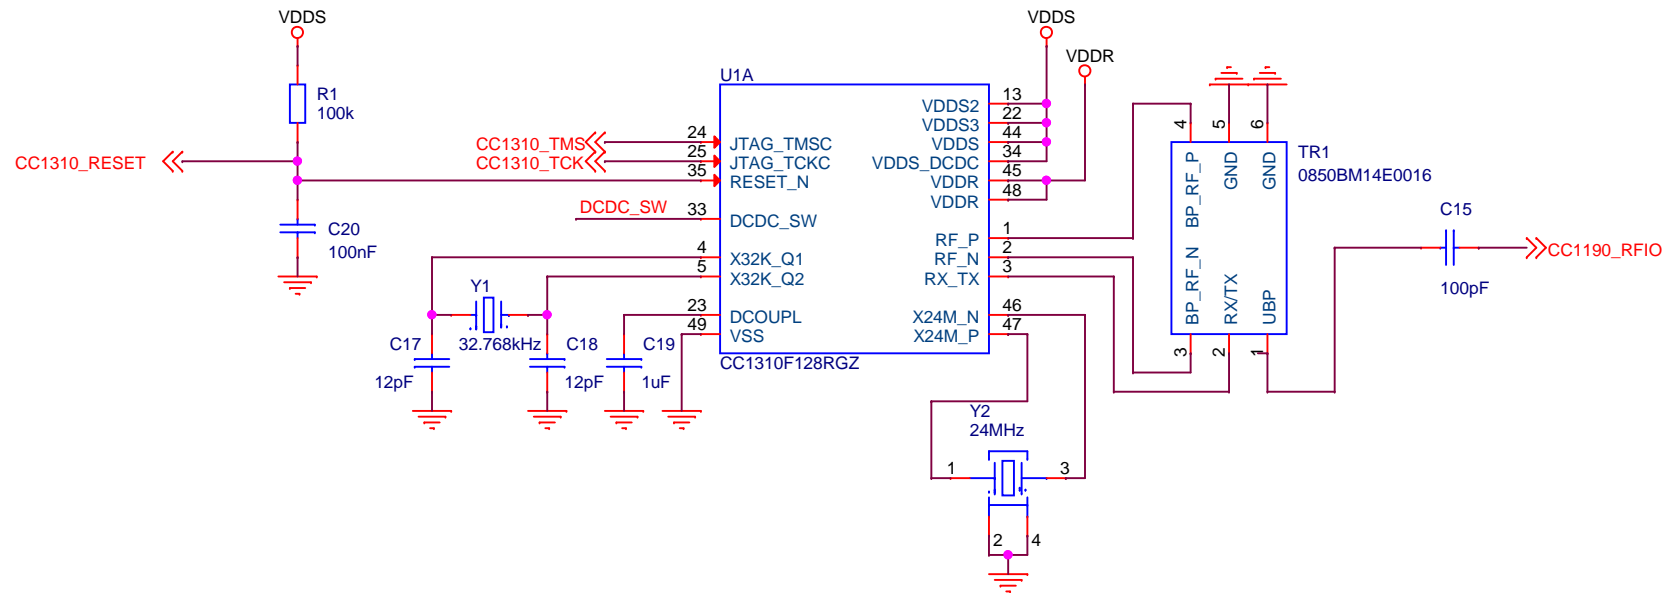 VDDS
VDDS
VDDR
R1
100k
CC1310_RESET
C20
100nF
CC1310_TMS
CC1310_TCK
DCDC_SW
U1A
24
25
35
33
4
5
23
49
JTAG_TMSC
JTAG_TCKC
RESET_N
DCDC_SW
X32K_Q1
X32K_Q2
DCOUPL
VSS
VDDS2
VDDS3
VDDS
VDDS_DCDC
VDDR
VDDR
RF_P
RF_N
RX_TX
X24M_N
X24M_P
13
22
44
34
45
48
1
2
3
46
47
CC1310F128RGZ
Y1
32.768kHz
C17
12pF
C18
12pF
C19
1uF
Y2
24MHz
1
3
2
4
4
5
6
BP_RF_P
GND
GND
BP_RF_N
RX/TX
UBP
3
2
1
TR1
0850BM14E0016
C15
100pF
CC1190_RFIO